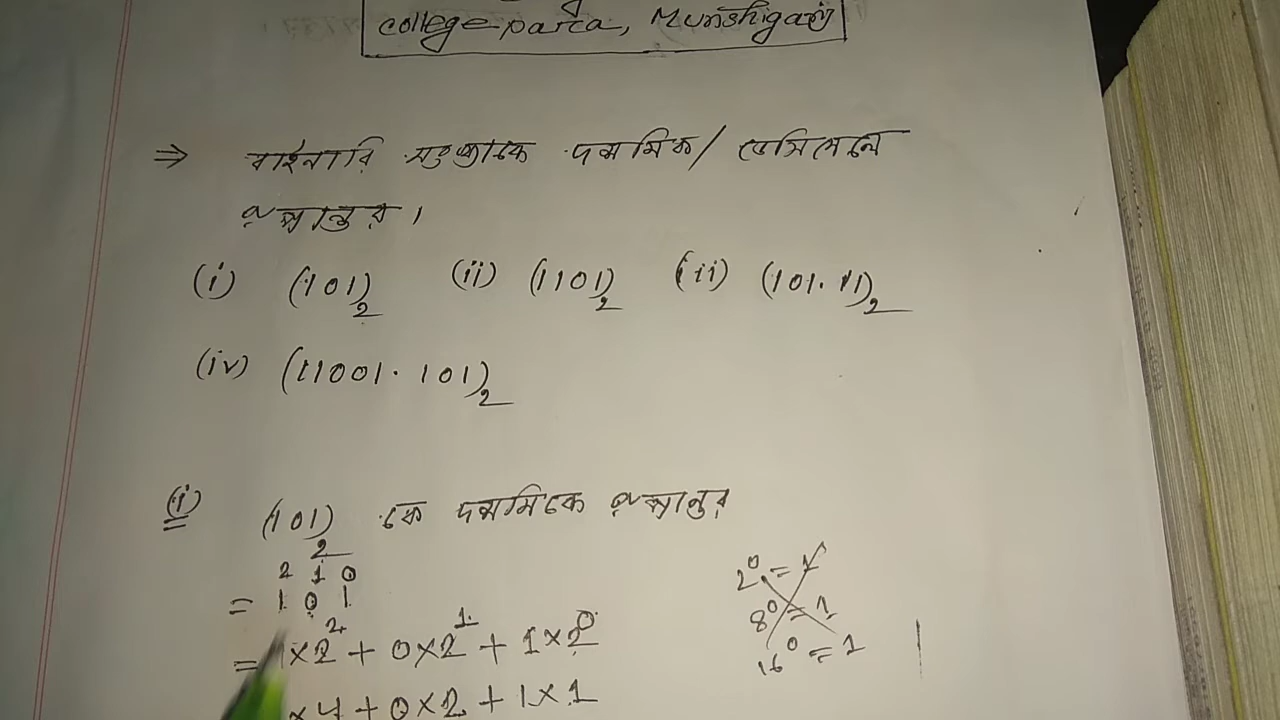 college para, Munshiganj
⇒ বাইনারি সংখ্যাকে দশমিক/ডেসিমেলে
রূপান্তর।
(i) (101)₂ (ii) (1101)₂ (iii) (101.11)₂
(iv) (11001.101)₂
(i) (101)₂ কে দশমিকে রূপান্তর
2 1 0
= 1 0 1
= 1×2² + 0×2¹ + 1×2⁰
×4 + 0×2 + 1×1
2⁰ = 1
8⁰ = 1
16⁰ = 1